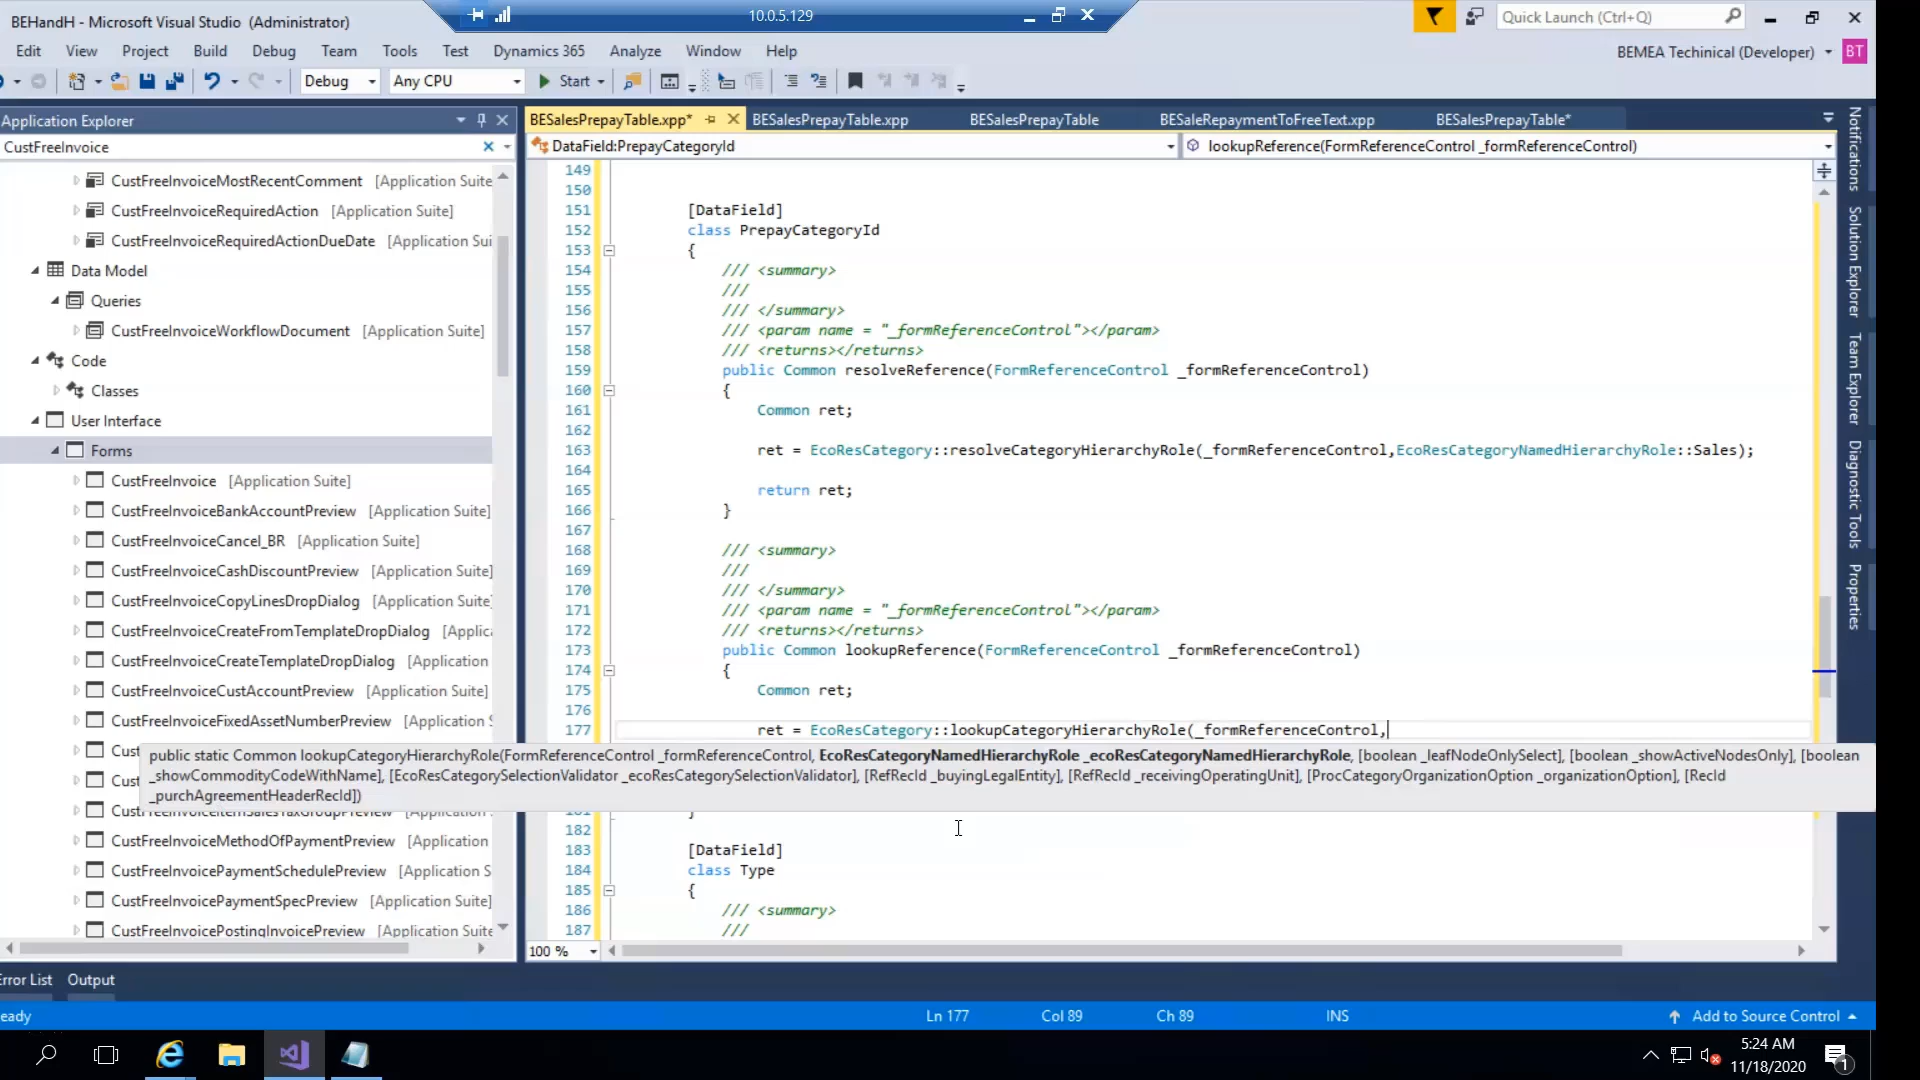 BEHandH - Microsoft Visual Studio (Administrator)
10.0.5.129
Quick Launch (Ctrl+Q)
Edit View Project Build Debug Team Tools Test Dynamics 365 Analyze Window Help
BEMEA Techinical (Developer)
BT
Debug
Any CPU
Start
Application Explorer
CustFreeInvoice
CustFreeInvoiceMostRecentComment [Application Suite
CustFreeInvoiceRequiredAction [Application Suite]
CustFreeInvoiceRequiredActionDueDate [Application Sui
Data Model
Queries
CustFreeInvoiceWorkflowDocument [Application Suite]
Code
Classes
User Interface
Forms
CustFreeInvoice [Application Suite]
CustFreeInvoiceBankAccountPreview [Application Suite]
CustFreeInvoiceCancel_BR [Application Suite]
CustFreeInvoiceCashDiscountPreview [Application Suite]
CustFreeInvoiceCopyLinesDropDialog [Application Suite]
CustFreeInvoiceCreateFromTemplateDropDialog [Applic
CustFreeInvoiceCreateTemplateDropDialog [Application
CustFreeInvoiceCustAccountPreview [Application Suite]
CustFreeInvoiceFixedAssetNumberPreview [Application
Cust
Cust
CustFreeInvoiceItemSalesTaxGroupPreview [Application
CustFreeInvoiceMethodOfPaymentPreview [Application
CustFreeInvoicePaymentSchedulePreview [Application S
CustFreeInvoicePaymentSpecPreview [Application Suite]
CustFreeInvoicePostingInvoicePreview [Application Suite
BESalesPrepayTable.xpp*
BESalesPrepayTable.xpp
BESalesPrepayTable
BESaleRepaymentToFreeText.xpp
BESalesPrepayTable*
DataField:PrepayCategoryId
lookupReference(FormReferenceControl _formReferenceControl)
149
150
151 [DataField]
152 class PrepayCategoryId
153 {
154 /// <summary>
155 ///
156 /// </summary>
157 /// <param name = "_formReferenceControl"></param>
158 /// <returns></returns>
159 public Common resolveReference(FormReferenceControl _formReferenceControl)
160 {
161 Common ret;
162
163 ret = EcoResCategory::resolveCategoryHierarchyRole(_formReferenceControl,EcoResCategoryNamedHierarchyRole::Sales);
164
165 return ret;
166 }
167
168 /// <summary>
169 ///
170 /// </summary>
171 /// <param name = "_formReferenceControl"></param>
172 /// <returns></returns>
173 public Common lookupReference(FormReferenceControl _formReferenceControl)
174 {
175 Common ret;
176
177 ret = EcoResCategory::lookupCategoryHierarchyRole(_formReferenceControl,
public static Common lookupCategoryHierarchyRole(FormReferenceControl _formReferenceControl, EcoResCategoryNamedHierarchyRole _ecoResCategoryNamedHierarchyRole, [boolean _leafNodeOnlySelect], [boolean _showActiveNodesOnly], [boolean
_showCommodityCodeWithName], [EcoResCategorySelectionValidator _ecoResCategorySelectionValidator], [RefRecId _buyingLegalEntity], [RefRecId _receivingOperatingUnit], [ProcCategoryOrganizationOption _organizationOption], [RecId
_purchAgreementHeaderRecId])
181 }
182
183 [DataField]
184 class Type
185 {
186 /// <summary>
187 ///
100 %
Notifications
Solution Explorer
Team Explorer
Diagnostic Tools
Properties
Error List Output
eady
Ln 177 Col 89 Ch 89 INS
Add to Source Control
5:24 AM
11/18/2020
1